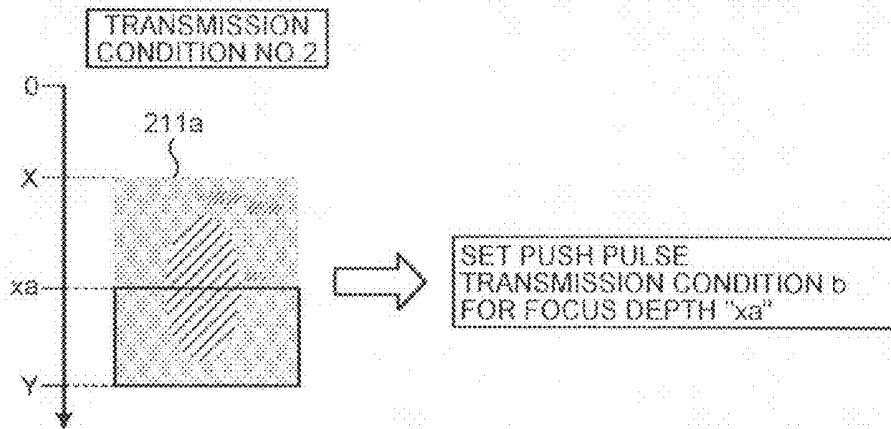 TRANSMISSION
CONDITION NO.2
0
211a
X
xa
Y
SET PUSH PULSE
TRANSMISSION CONDITION b
FOR FOCUS DEPTH "xa"